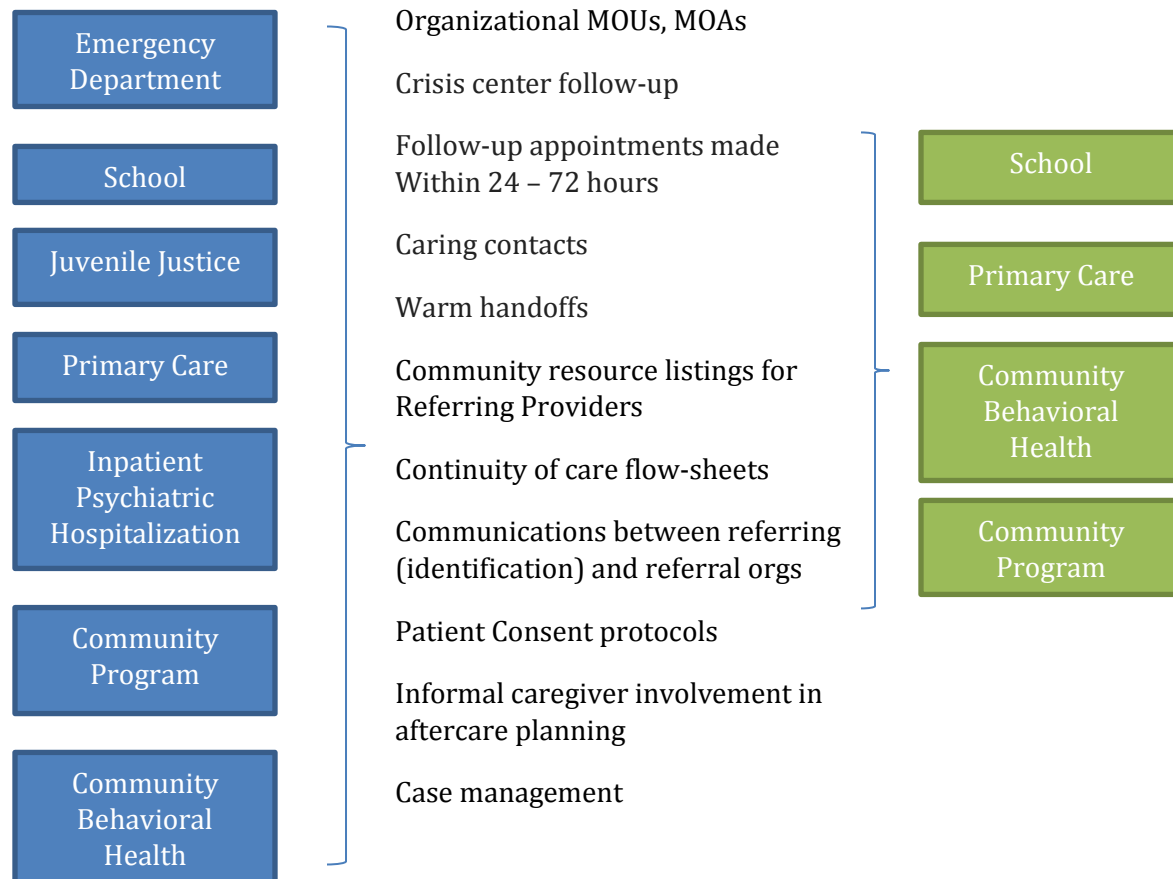 Emergency
Department
School
Juvenile Justice
Primary Care
Inpatient
Psychiatric
Hospitalization
Community
Program
Community
Behavioral
Health
Organizational MOUs, MOAs
Crisis center follow-up
Follow-up appointments made
Within 24 – 72 hours
Caring contacts
Warm handoffs
Community resource listings for
Referring Providers
Continuity of care flow-sheets
Communications between referring
(identification) and referral orgs
Patient Consent protocols
Informal caregiver involvement in
aftercare planning
Case management
School
Primary Care
Community
Behavioral
Health
Community
Program